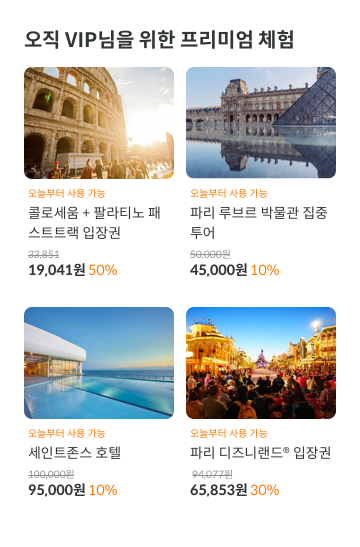 오직 VIP님을 위한 프리미엄 체험
오늘부터 사용 가능
콜로세움 + 팔라티노 패
스트트랙 입장권
33,851
19,041원 50%
오늘부터 사용 가능
파리 루브르 박물관 집중
투어
50,000원
45,000원 10%
오늘부터 사용 가능
세인트존스 호텔
100,000원
95,000원 10%
오늘부터 사용 가능
파리 디즈니랜드® 입장권
94,077원
65,853원 30%